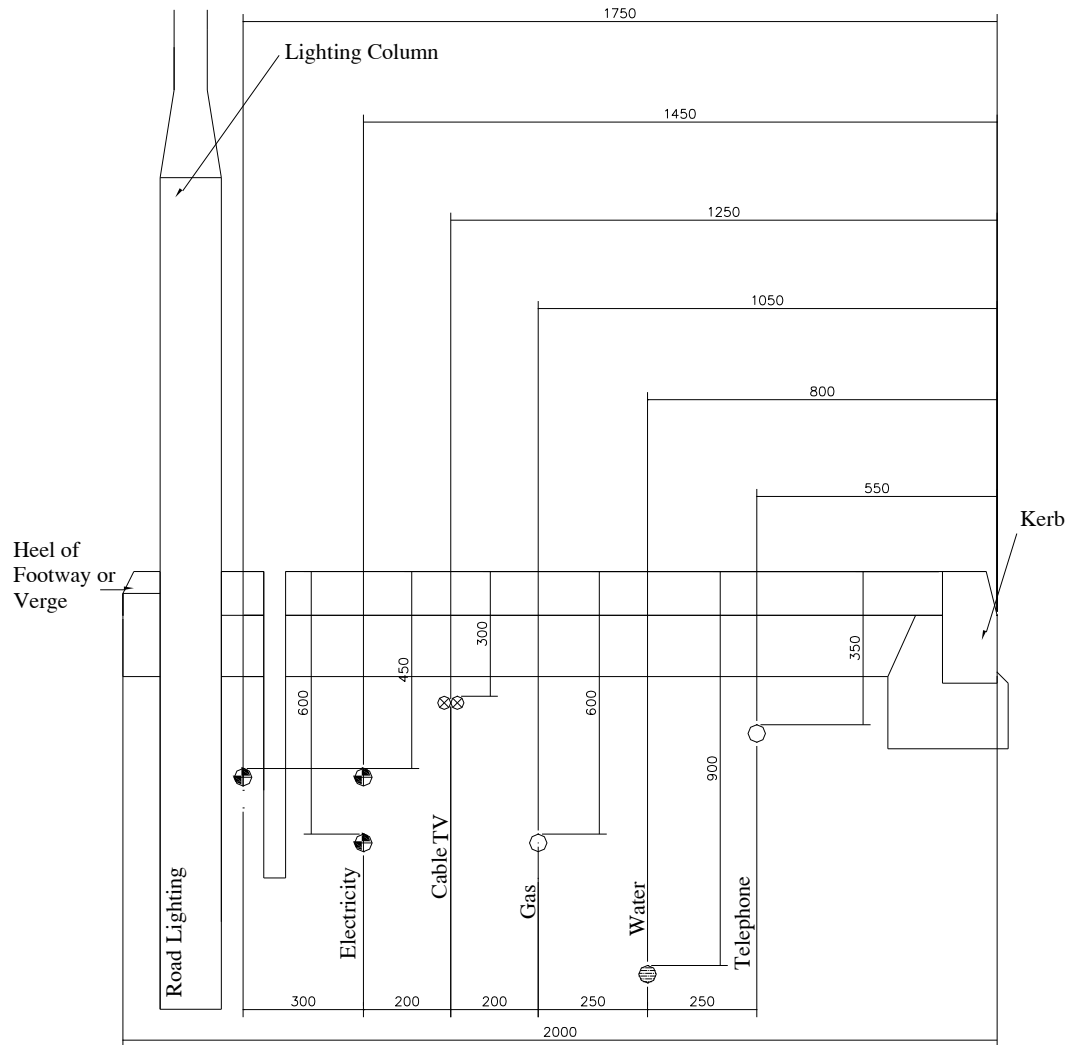 1750
Lighting Column
1450
1250
1050
800
550
Kerb
Heel of
Footway or
Verge
300
350
450
600
600
900
Road Lighting
Electricity
Cable TV
Gas
Water
Telephone
300
200
200
250
250
2000